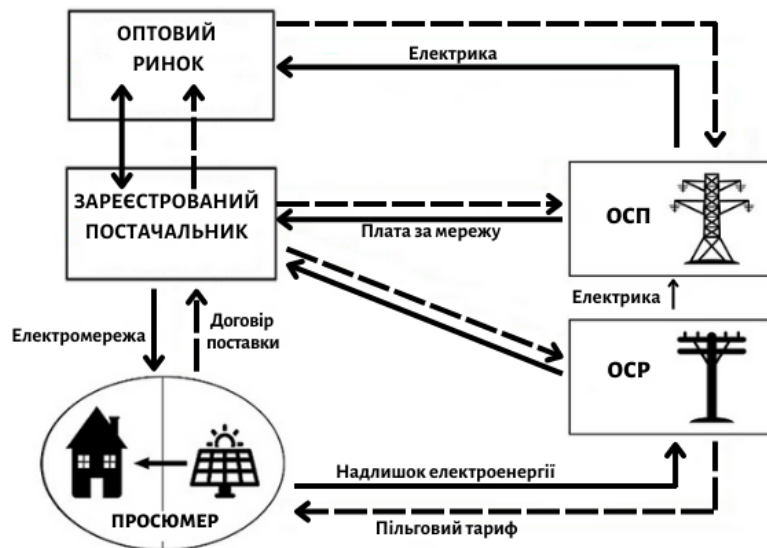 ОПТОВИЙ
РИНОК
Електрика
ЗАРЕЄСТРОВАНИЙ
ПОСТАЧАЛЬНИК
ОСП
Плата за мережу
Електрика
Електромережа
Договір
поставки
ОСР
Надлишок електроенергії
ПРОСЮМЕР
Пільговий тариф